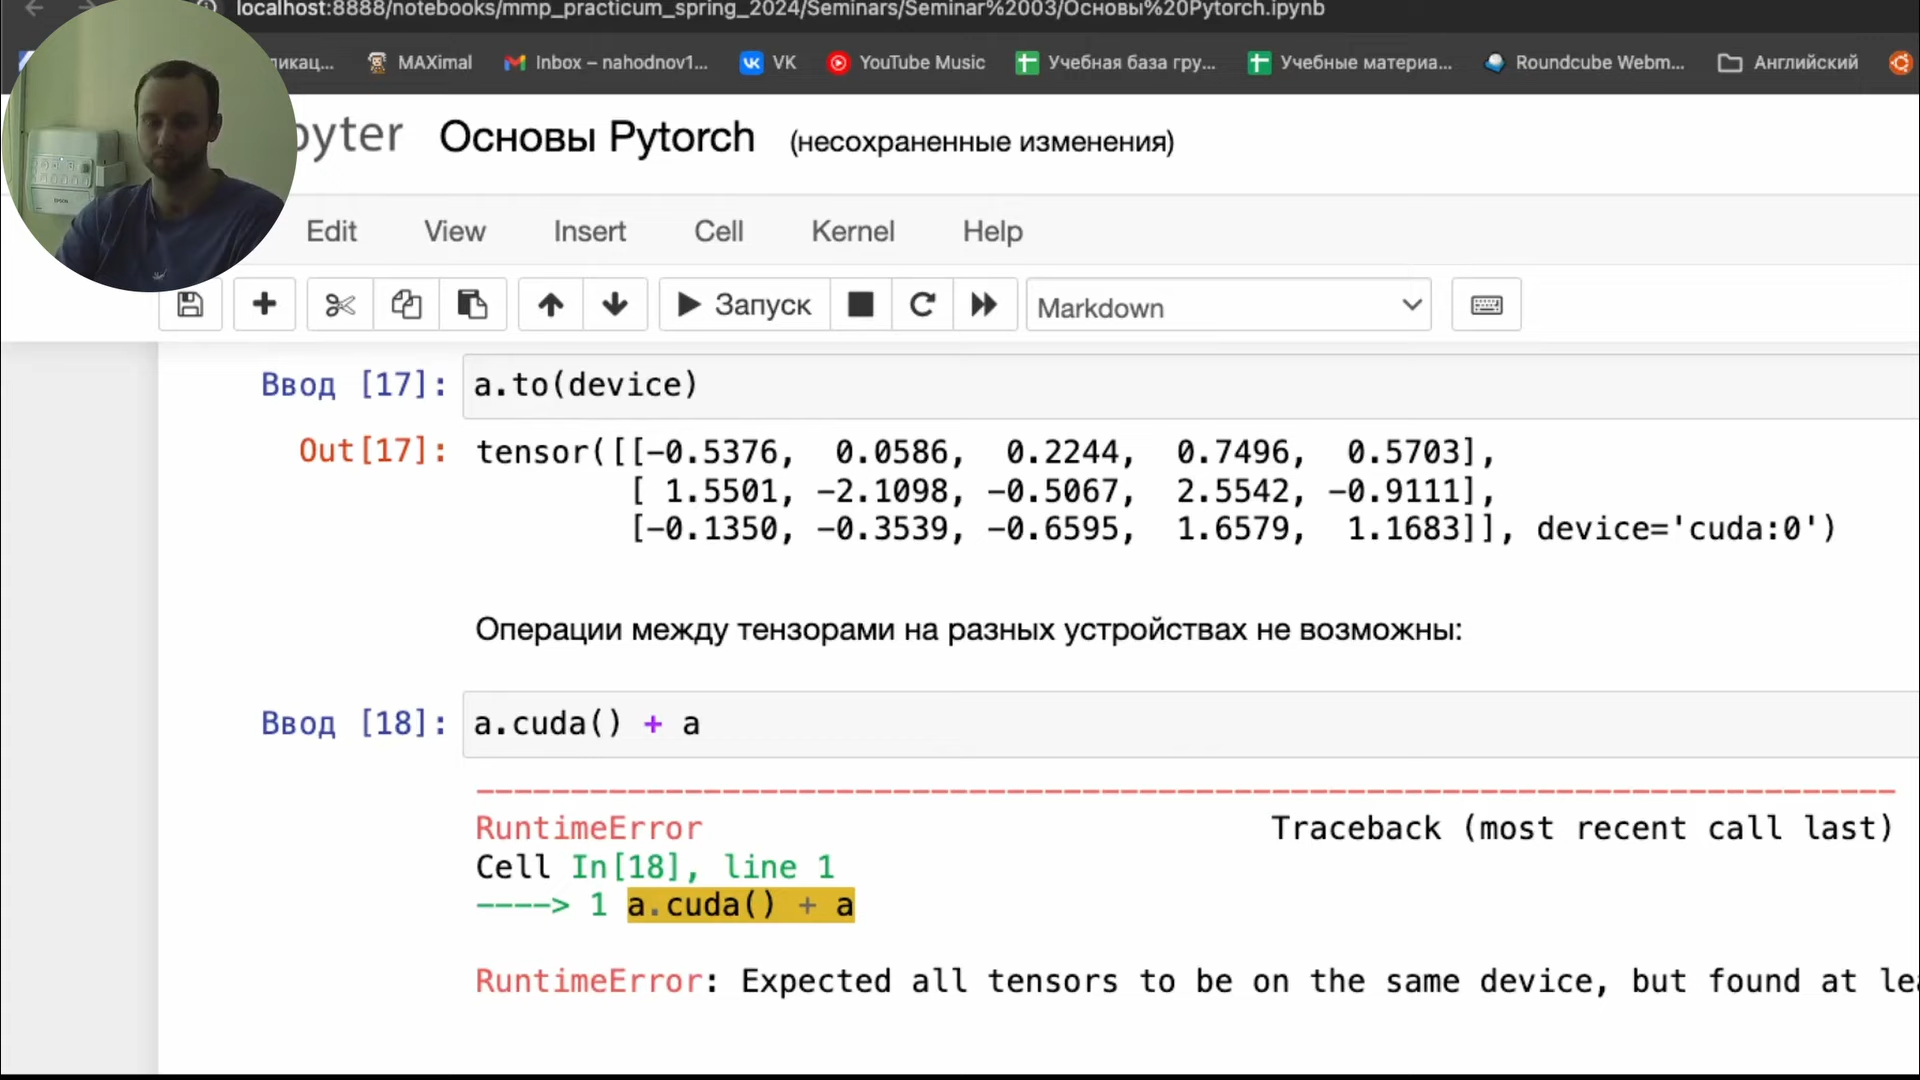 localhost:8888/notebooks/mmp_practicum_spring_2024/Seminars/Seminar%2003/Основы%20Pytorch.ipynb
ликац... MAXimal Inbox – nahodnov1... VK YouTube Music Учебная база гру... Учебные материа... Roundcube Webm... Английский
pyter Основы Pytorch (несохраненные изменения)
Edit View Insert Cell Kernel Help
Запуск Markdown
Ввод [17]: a.to(device)
Out[17]: tensor([[-0.5376, 0.0586, 0.2244, 0.7496, 0.5703],
[ 1.5501, -2.1098, -0.5067, 2.5542, -0.9111],
[-0.1350, -0.3539, -0.6595, 1.6579, 1.1683]], device='cuda:0')
Операции между тензорами на разных устройствах не возможны:
Ввод [18]: a.cuda() + a
---------------------------------------------------------------------------
RuntimeError Traceback (most recent call last)
Cell In[18], line 1
----> 1 a.cuda() + a
RuntimeError: Expected all tensors to be on the same device, but found at lea